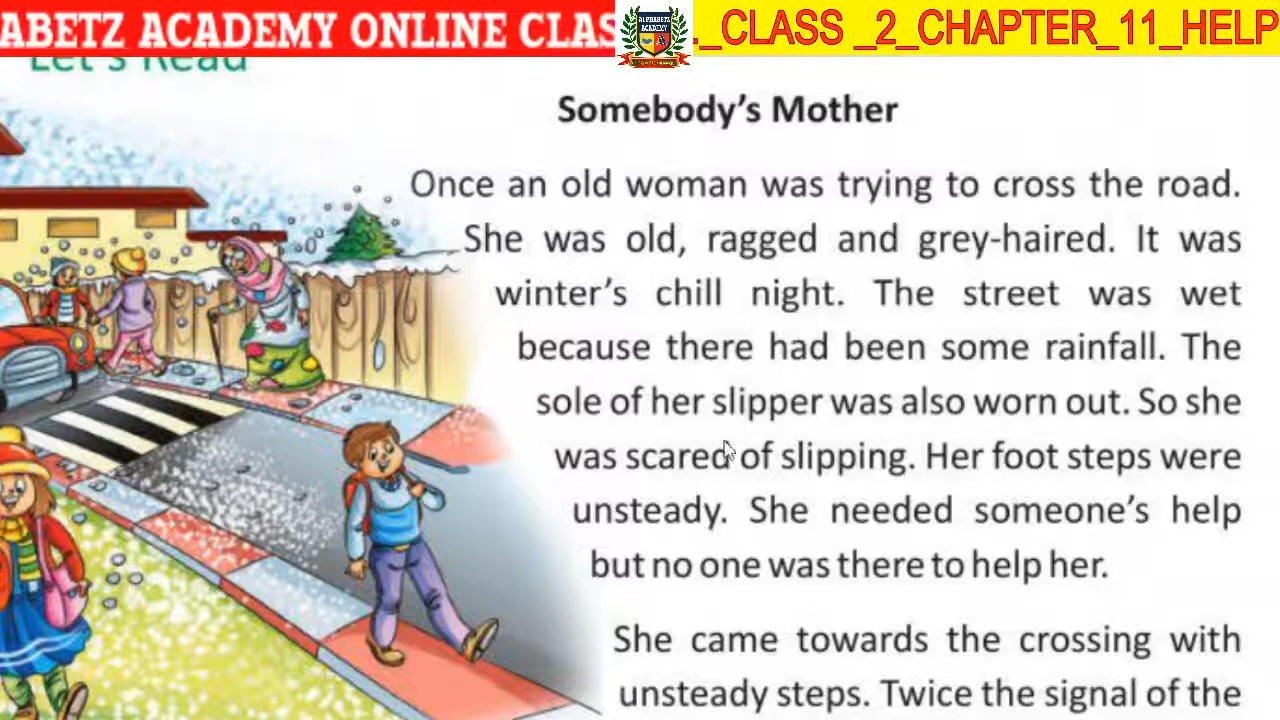 ABETZ ACADEMY ONLINE CLAS
ALPHABETZ
ACADEMY
_CLASS _2_CHAPTER_11_HELP
Let's Read
Somebody's Mother
Once an old woman was trying to cross the road.
She was old, ragged and grey-haired. It was
winter's chill night. The street was wet
because there had been some rainfall. The
sole of her slipper was also worn out. So she
was scared of slipping. Her foot steps were
unsteady. She needed someone's help
but no one was there to help her.
She came towards the crossing with
unsteady steps. Twice the signal of the